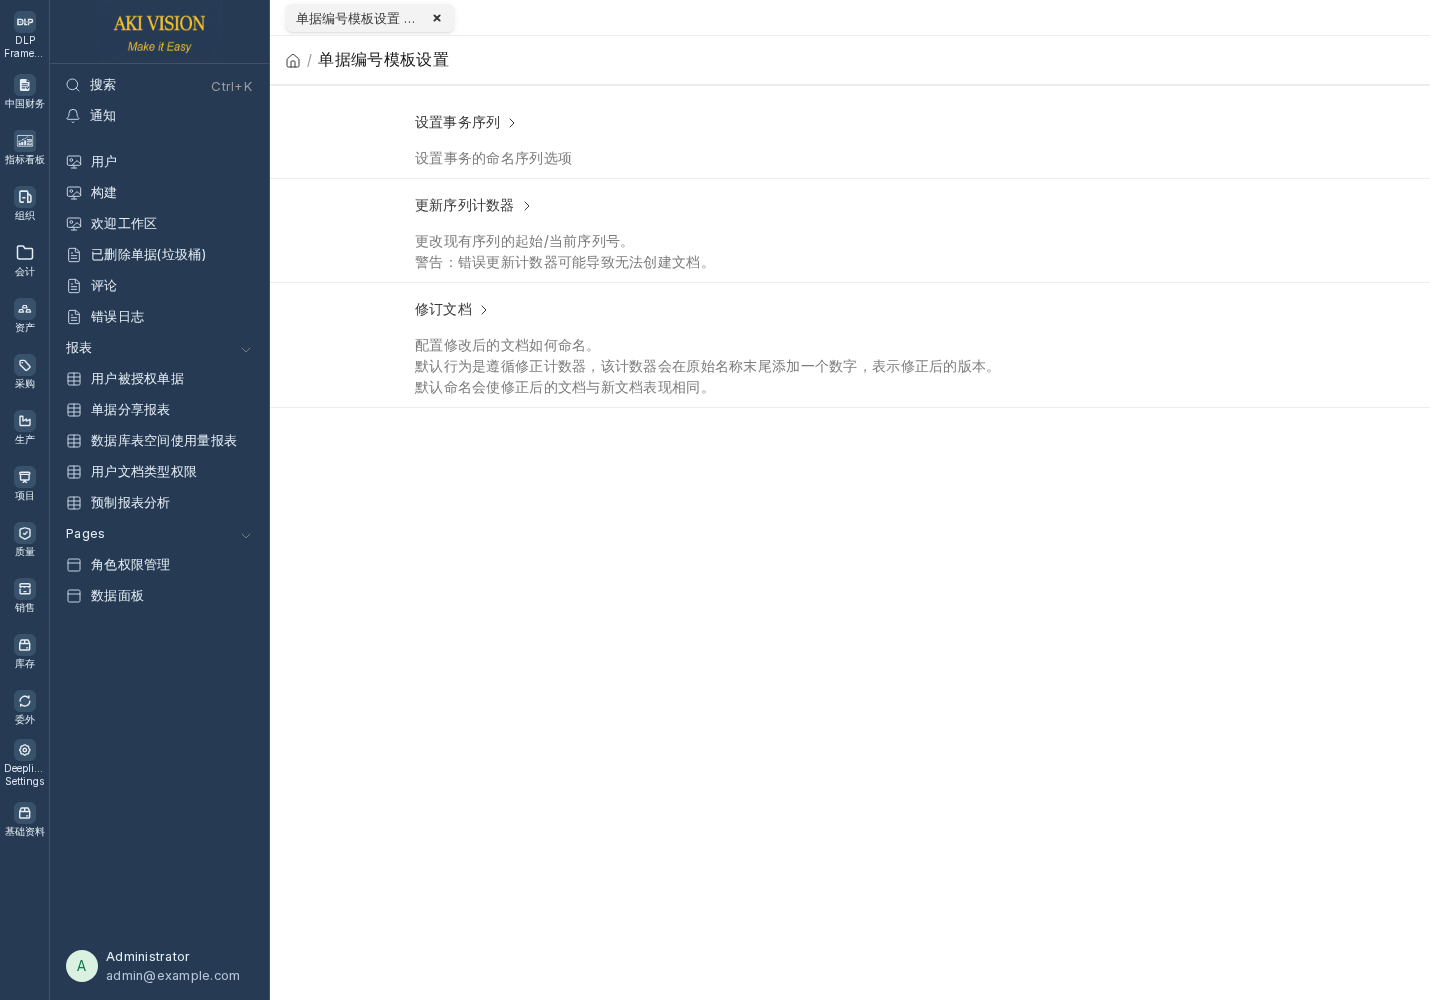 DLP
DLP
Frame...
中国财务
指标看板
组织
会计
资产
采购
生产
项目
质量
销售
库存
委外
Deepli...
Settings
基础资料
AKI VISION
Make it Easy
搜索 Ctrl+K
通知
用户
构建
欢迎工作区
已删除单据(垃圾桶)
评论
错误日志
报表
用户被授权单据
单据分享报表
数据库表空间使用量报表
用户文档类型权限
预制报表分析
Pages
角色权限管理
数据面板
A
Administrator
admin@example.com
单据编号模板设置 ...
/ 单据编号模板设置
设置事务序列
设置事务的命名序列选项
更新序列计数器
更改现有序列的起始/当前序列号。
警告：错误更新计数器可能导致无法创建文档。
修订文档
配置修改后的文档如何命名。
默认行为是遵循修正计数器，该计数器会在原始名称末尾添加一个数字，表示修正后的版本。
默认命名会使修正后的文档与新文档表现相同。